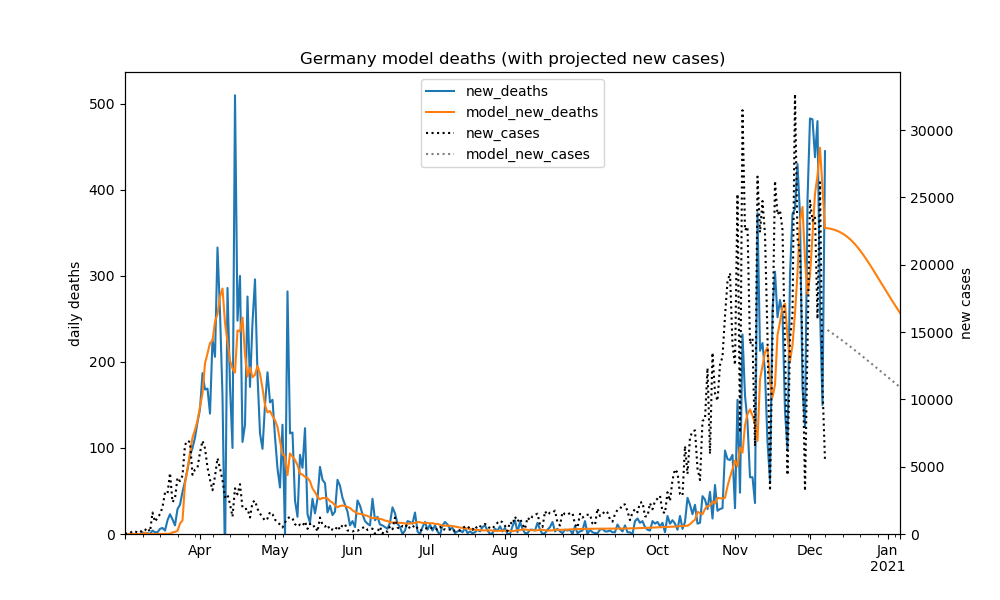 Germany model deaths (with projected new cases)
new_deaths
model_new_deaths
new_cases
model_new_cases
daily deaths
500
400
300
200
100
0
30000
25000
20000
15000
10000
5000
0
new cases
Apr May Jun Jul Aug Sep Oct Nov Dec Jan
2021